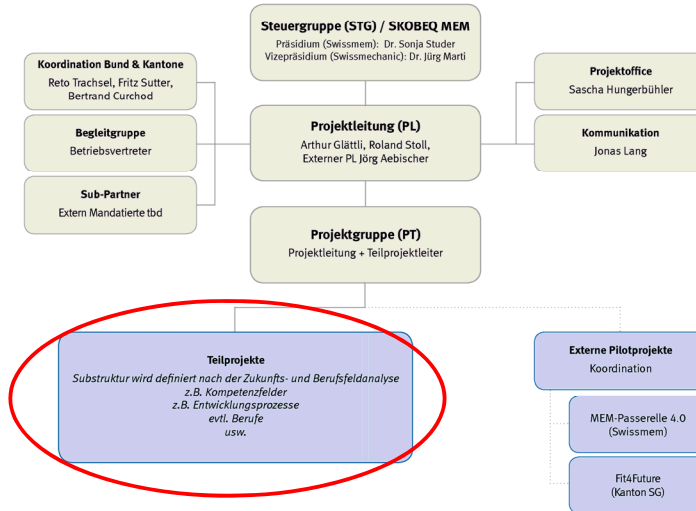 Steuergruppe (STG) / SKOBEQ MEM
Präsidium (Swissmem): Dr. Sonja Studer
Vizepräsidium (Swissmechanic): Dr. Jürg Marti
Koordination Bund & Kantone
Reto Trachsel, Fritz Sutter,
Bertrand Curchod
Begleitgruppe
Betriebsvertreter
Sub-Partner
Extern Mandatierte tbd
Projektleitung (PL)
Arthur Glättli, Roland Stoll,
Externer PL Jörg Aebischer
Projektoffice
Sascha Hungerbühler
Kommunikation
Jonas Lang
Projektgruppe (PT)
Projektleitung + Teilprojektleiter
Teilprojekte
Substruktur wird definiert nach der Zukunfts- und Berufsfeldanalyse
z.B. Kompetenzfelder
z.B. Entwicklungsprozesse
evtl. Berufe
usw.
Externe Pilotprojekte
Koordination
MEM-Passerelle 4.0
(Swissmem)
Fit4Future
(Kanton SG)